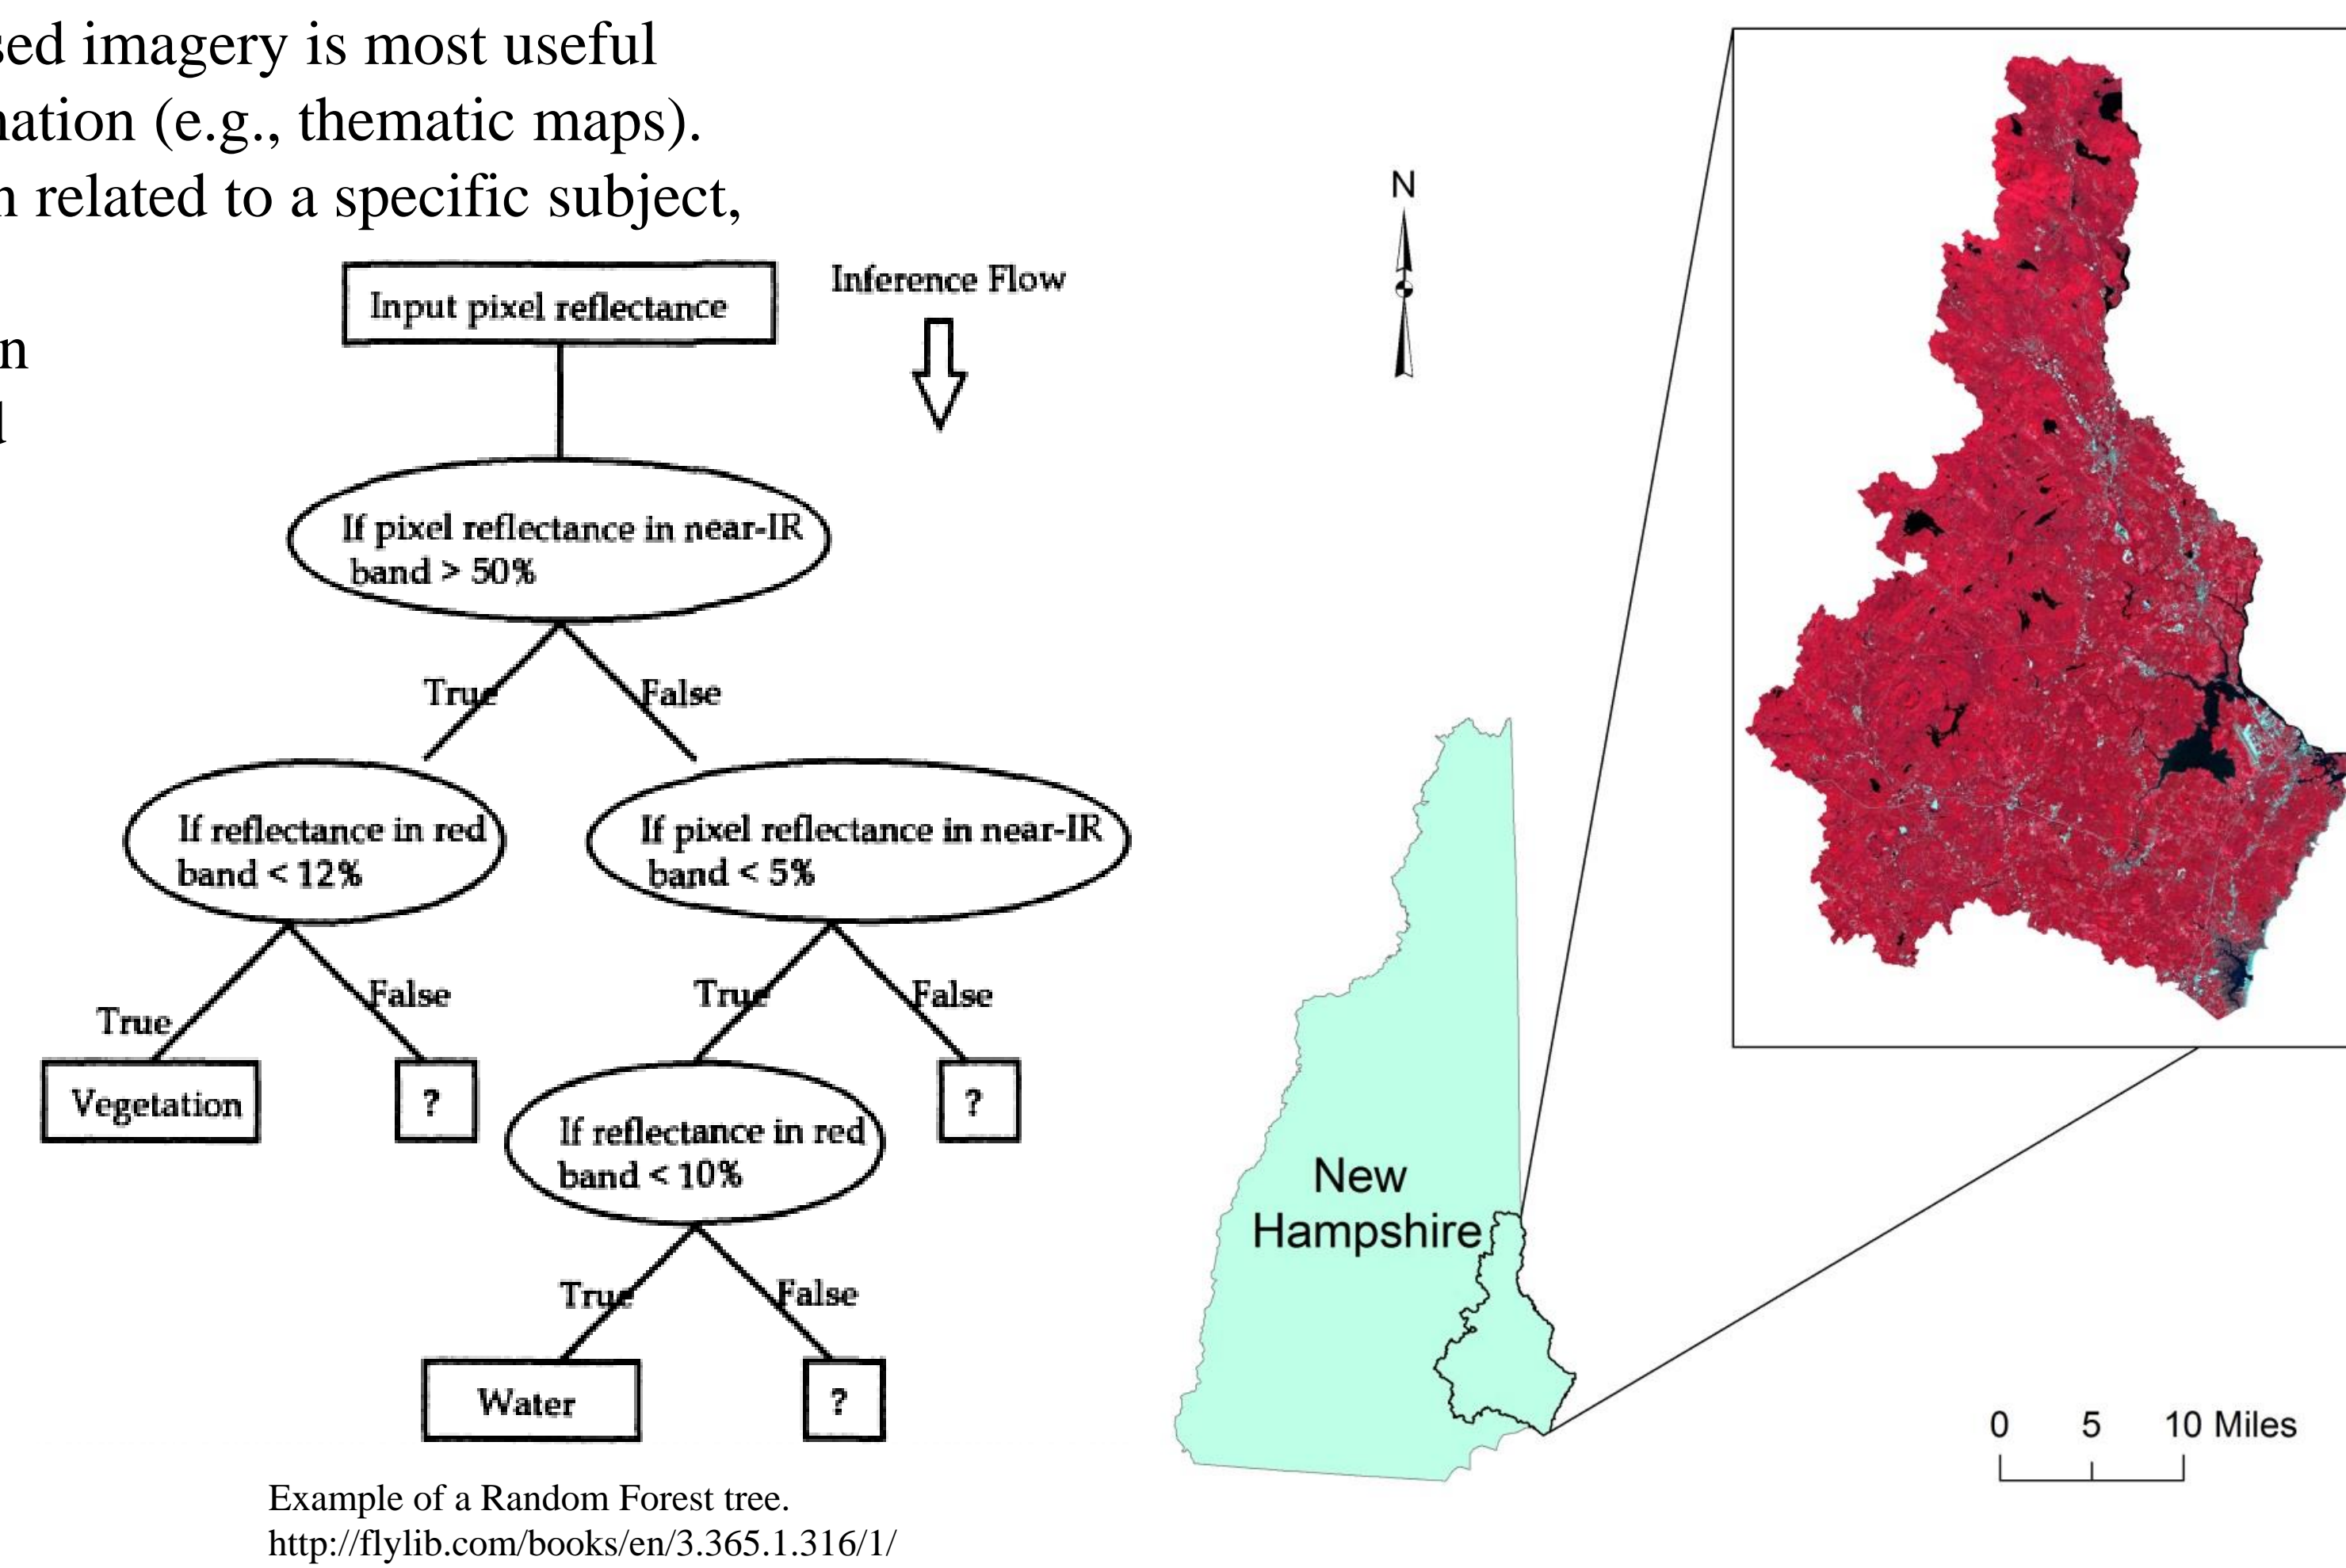 sed imagery is most useful
nation (e.g., thematic maps).
n related to a specific subject,
n
Input pixel reflectance
Inference Flow
If pixel reflectance in near-IR
band > 50%
True
False
If reflectance in red
band < 12%
If pixel reflectance in near-IR
band < 5%
True
False
True
False
Vegetation
?
If reflectance in red
band < 10%
?
True
False
Water
?
Example of a Random Forest tree.
http://flylib.com/books/en/3.365.1.316/1/
N
New
Hampshire
0 5 10 Miles